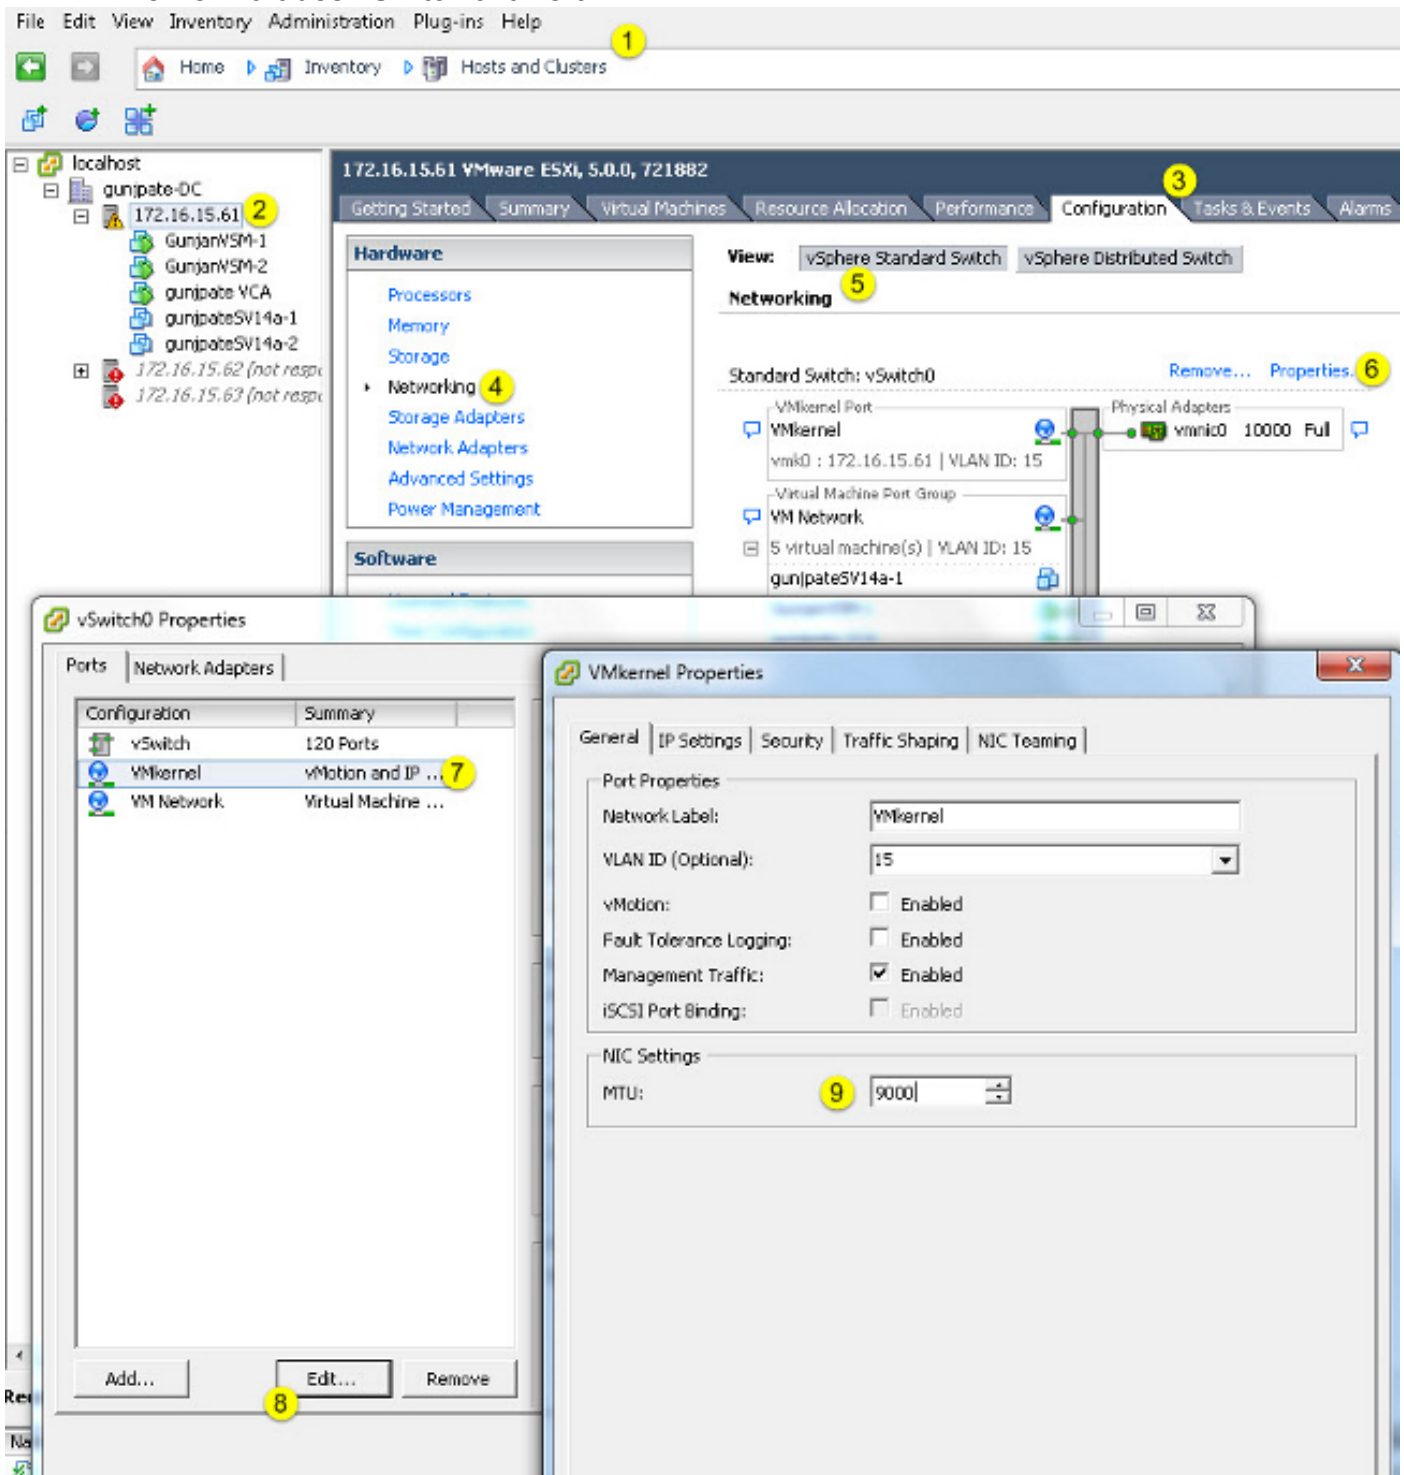 File Edit View Inventory Administration Plug-ins Help
1
Home Inventory Hosts and Clusters
localhost
gunjpate-DC
172.16.15.61 2
GunjanVSM-1
GunjanVSM-2
gunjpate VCA
gunjpateSV14a-1
gunjpateSV14a-2
172.16.15.62 (not resp
172.16.15.63 (not resp
172.16.15.61 VMware ESXi, 5.0.0, 721882
3
Getting Started Summary Virtual Machines Resource Allocation Performance Configuration Tasks & Events Alarms
Hardware
Processors
Memory
Storage
Networking 4
Storage Adapters
Network Adapters
Advanced Settings
Power Management
Software
View: vSphere Standard Switch vSphere Distributed Switch
5
Networking
Standard Switch: vSwitch0 Remove... Properties. 6
VMkernel Port
VMkernel
vmk0 : 172.16.15.61 | VLAN ID: 15
Physical Adapters
vmnic0 10000 Full
Virtual Machine Port Group
VM Network
5 virtual machine(s) | VLAN ID: 15
gunjpateSV14a-1
vSwitch0 Properties
Ports Network Adapters
Configuration Summary
vSwitch 120 Ports
VMkernel vMotion and IP ... 7
VM Network Virtual Machine ...
Add... Edit... Remove
8
VMkernel Properties
General IP Settings Security Traffic Shaping NIC Teaming
Port Properties
Network Label: VMkernel
VLAN ID (Optional): 15
vMotion: Enabled
Fault Tolerance Logging: Enabled
Management Traffic: Enabled
iSCSI Port Binding: Enabled
NIC Settings
MTU: 9 9000